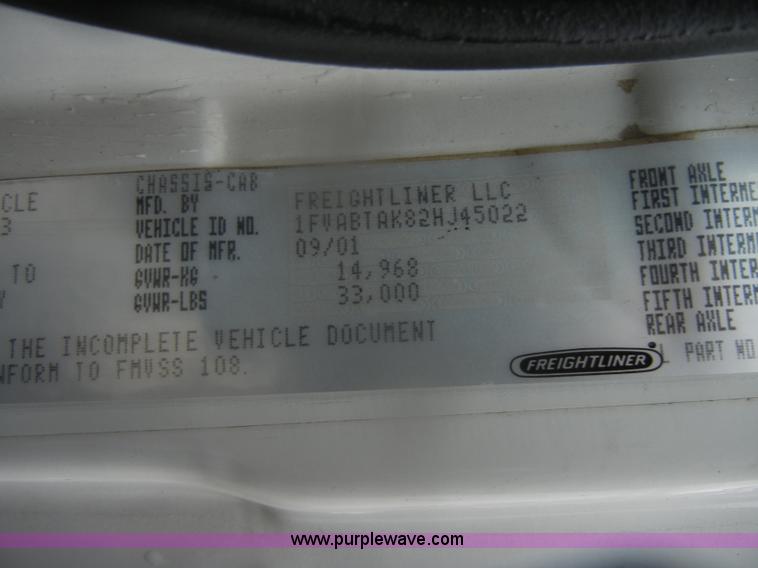 CHASSIS-CAB
MFD. BY FREIGHTLINER LLC
VEHICLE ID NO. 1FVABTAK82HJ45022
DATE OF MFR. 09/01
GVWR-KG 14,968
GVWR-LBS 33,000
CLE
3
TO
Y
THE INCOMPLETE VEHICLE DOCUMENT
NFORM TO FMVSS 108.
FRONT AXLE
FIRST INTERME
SECOND INTERM
THIRD INTERM
FOURTH INTER
FIFTH INTERM
REAR AXLE
FREIGHTLINER
L PART NO
www.purplewave.com